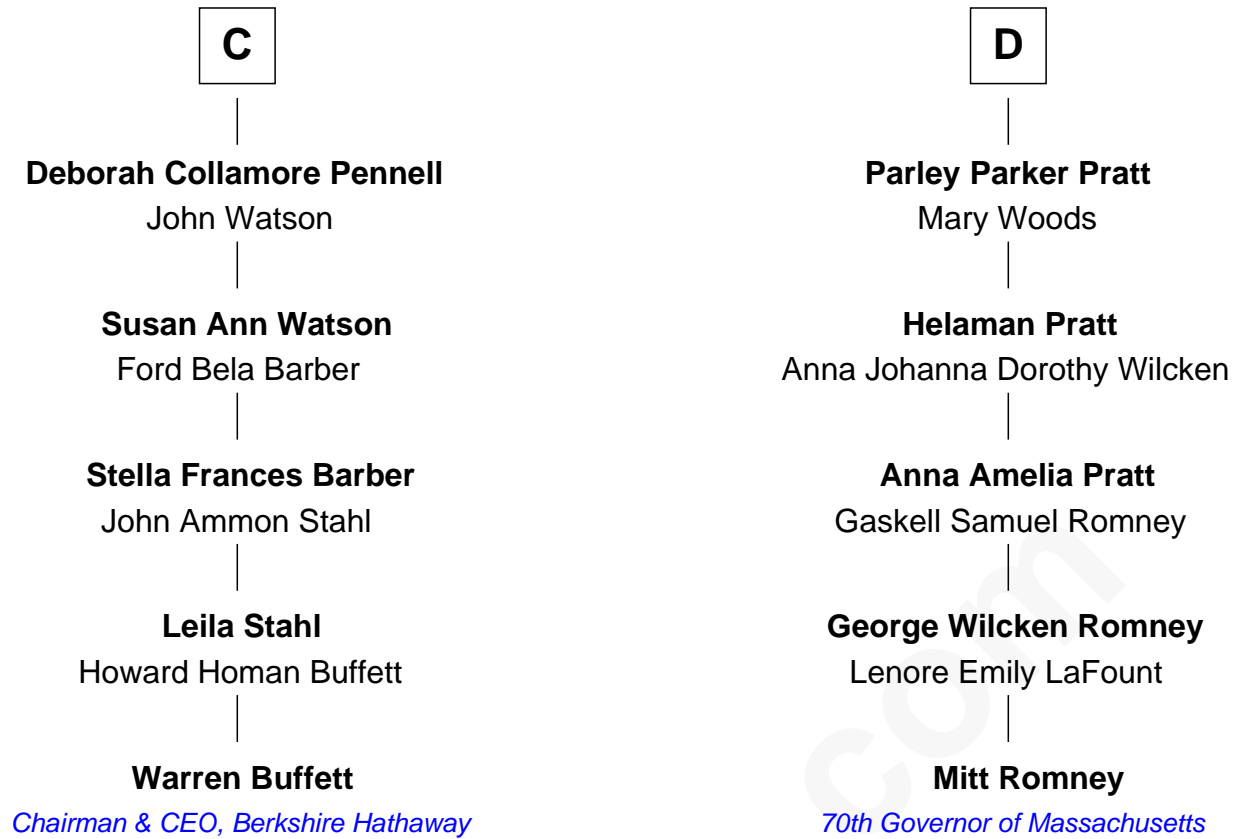 C
Deborah Collamore Pennell
John Watson
Susan Ann Watson
Ford Bela Barber
Stella Frances Barber
John Ammon Stahl
Leila Stahl
Howard Homan Buffett
Warren Buffett
Chairman & CEO, Berkshire Hathaway
D
Parley Parker Pratt
Mary Woods
Helaman Pratt
Anna Johanna Dorothy Wilcken
Anna Amelia Pratt
Gaskell Samuel Romney
George Wilcken Romney
Lenore Emily LaFount
Mitt Romney
70th Governor of Massachusetts
com